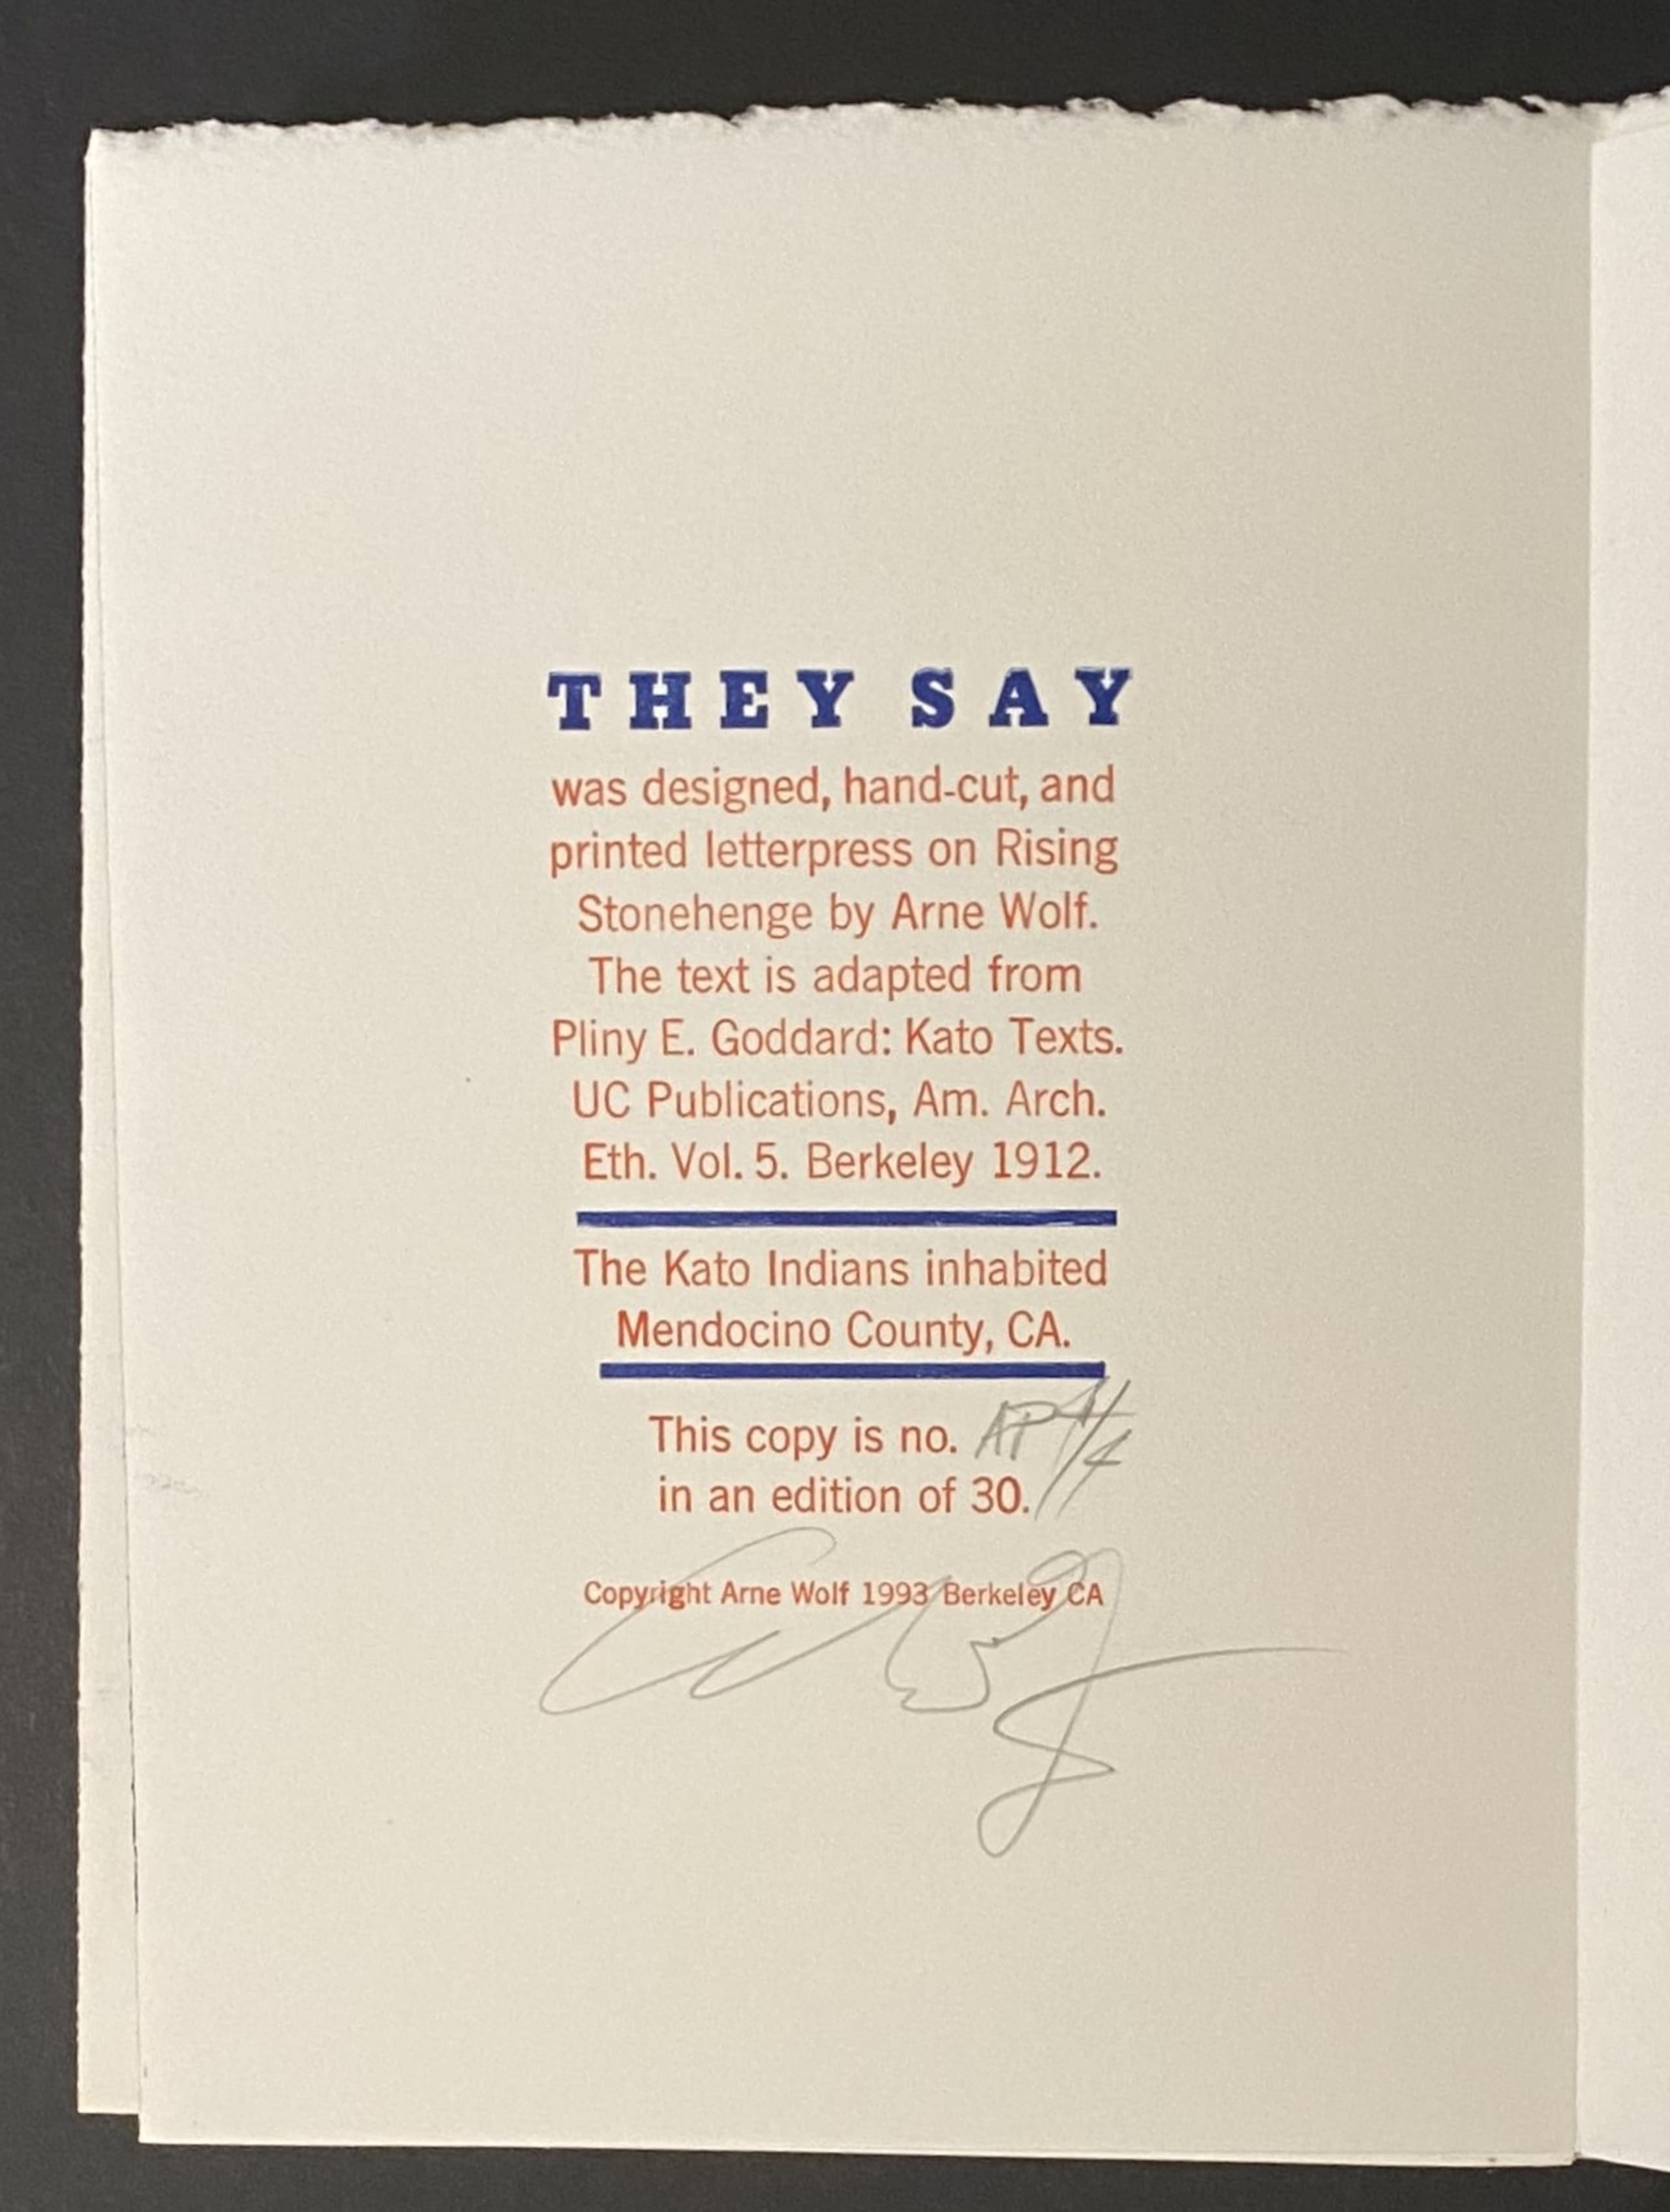 THEY SAY
was designed, hand-cut, and
printed letterpress on Rising
Stonehenge by Arne Wolf.
The text is adapted from
Pliny E. Goddard: Kato Texts.
UC Publications, Am. Arch.
Eth. Vol. 5. Berkeley 1912.
The Kato Indians inhabited
Mendocino County, CA.
This copy is no. AP
in an edition of 30.
Copyright Arne Wolf 1993 Berkeley CA